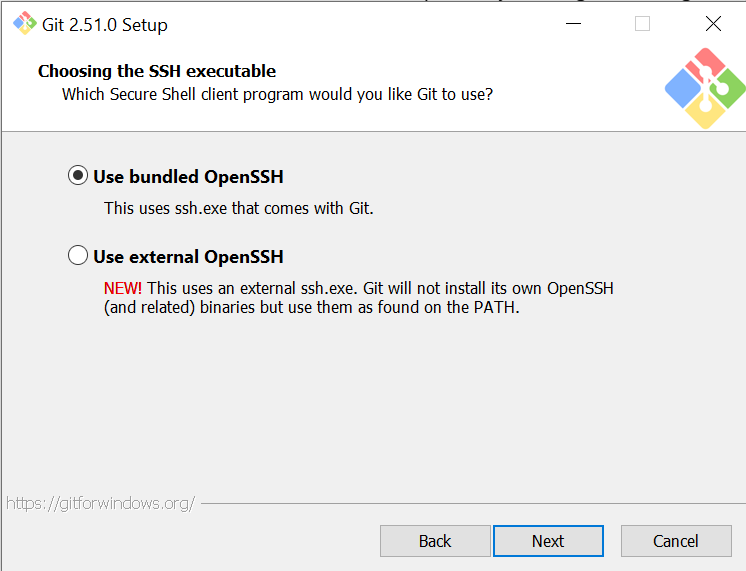 Git 2.51.0 Setup
Choosing the SSH executable
Which Secure Shell client program would you like Git to use?
Use bundled OpenSSH
This uses ssh.exe that comes with Git.
Use external OpenSSH
NEW! This uses an external ssh.exe. Git will not install its own OpenSSH
(and related) binaries but use them as found on the PATH.
https://gitforwindows.org/
Back
Next
Cancel